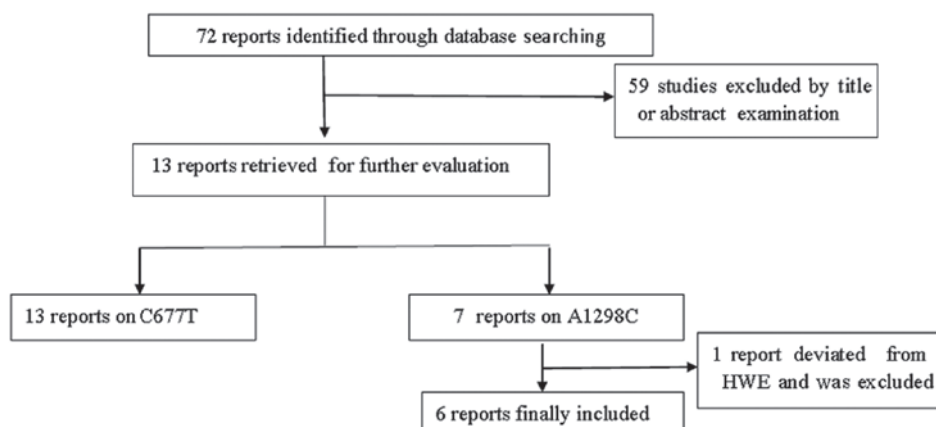 72 reports identified through database searching
59 studies excluded by title
or abstract examination
13 reports retrieved for further evaluation
13 reports on C677T
7 reports on A1298C
1 report deviated from
HWE and was excluded
6 reports finally included